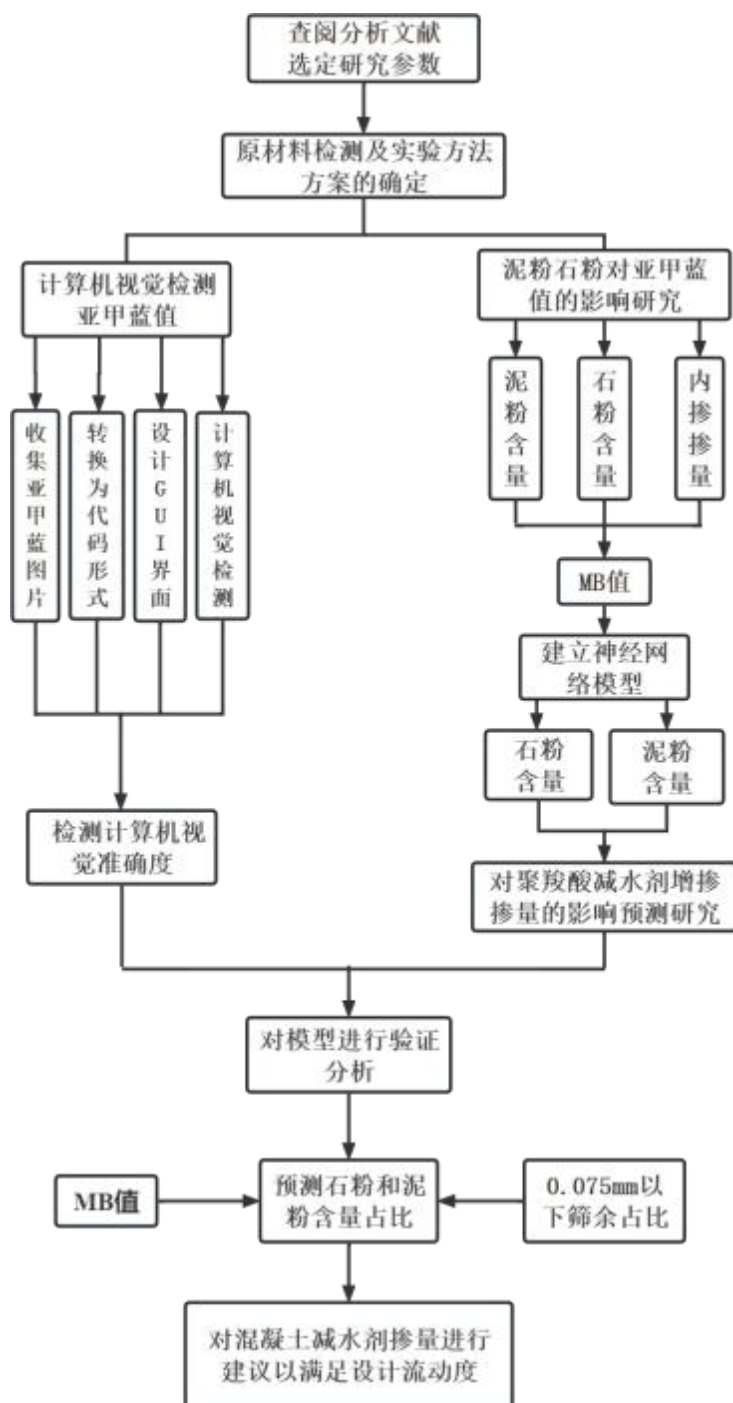 查阅分析文献
选定研究参数
原材料检测及实验方法
方案的确定
计算机视觉检测
亚甲蓝值
收集亚甲蓝图片
转换为代码形式
设计GUI界面
计算机视觉检测
检测计算机视
觉准确度
泥粉石粉对亚甲蓝
值的影响研究
泥粉含量
石粉含量
内掺掺量
MB值
建立神经网
络模型
石粉
含量
泥粉
含量
对聚羧酸减水剂增掺
掺量的影响预测研究
对模型进行验证
分析
MB值
预测石粉和泥
粉含量占比
0.075mm以
下筛余占比
对混凝土减水剂掺量进行
建议以满足设计流动度